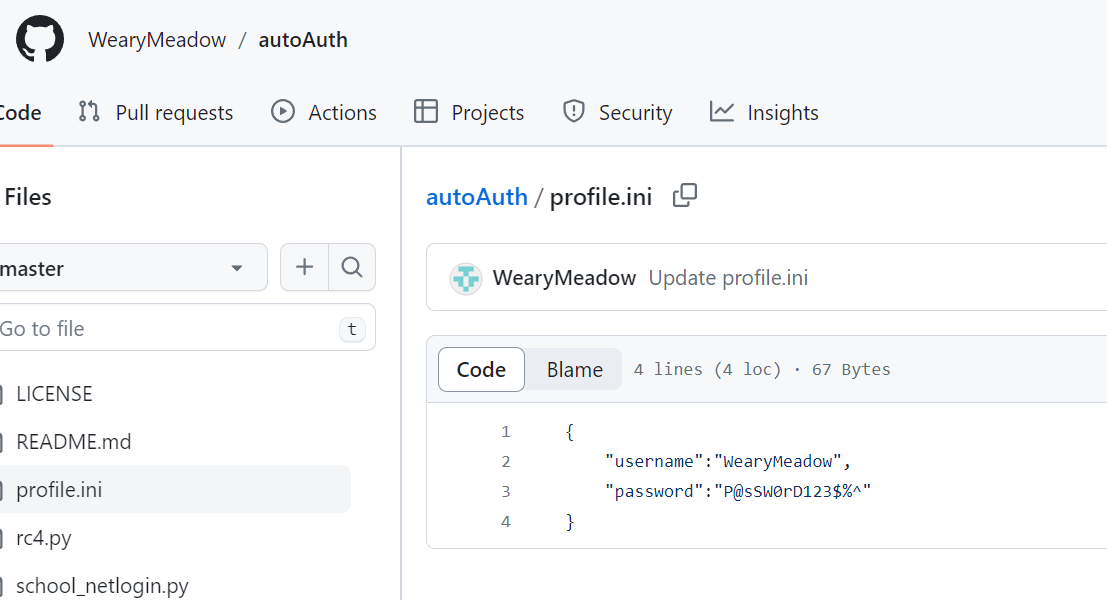 WearyMeadow / autoAuth
Code Pull requests Actions Projects Security Insights
Files
master
Go to file t
LICENSE
README.md
profile.ini
rc4.py
school_netlogin.py
autoAuth / profile.ini
WearyMeadow Update profile.ini
Code Blame 4 lines (4 loc) · 67 Bytes
1 {
2 "username":"WearyMeadow",
3 "password":"P@sSW0rD123$%^"
4 }